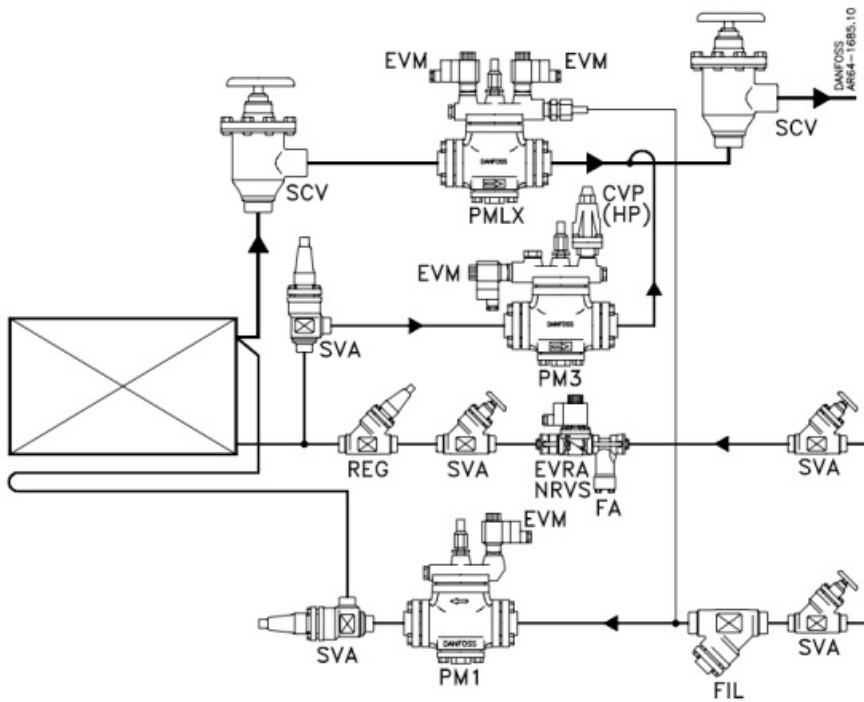 DANFOSS
AR64-1685.10
EVM
EVM
SCV
DANFOSS
SCV
PMLX
CVP
(HP)
EVM
DANFOSS
SVA
PM3
REG
SVA
EVRA
NRVS
FA
SVA
EVM
SVA
DANFOSS
PM1
FIL
SVA